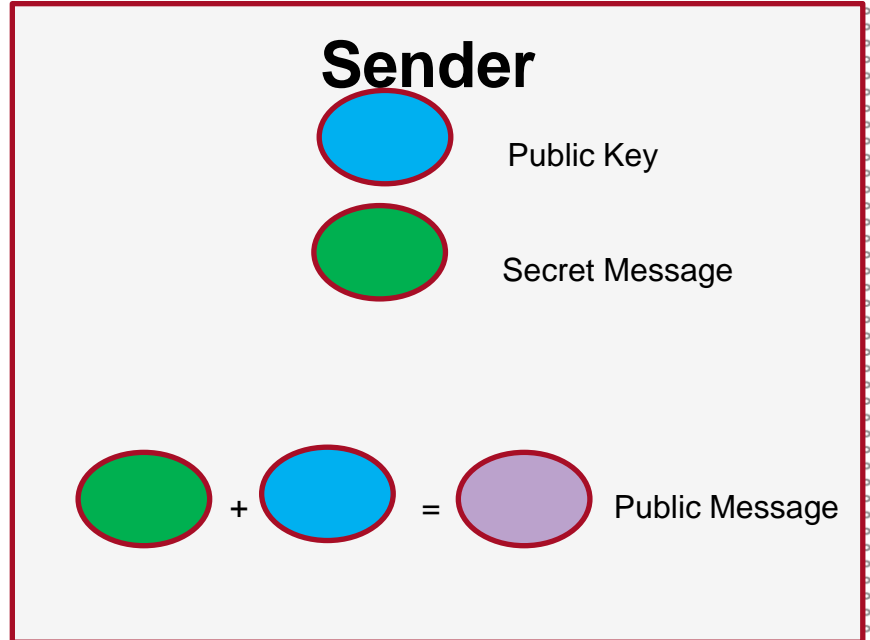 Sender
Public Key
Secret Message
+ = Public Message